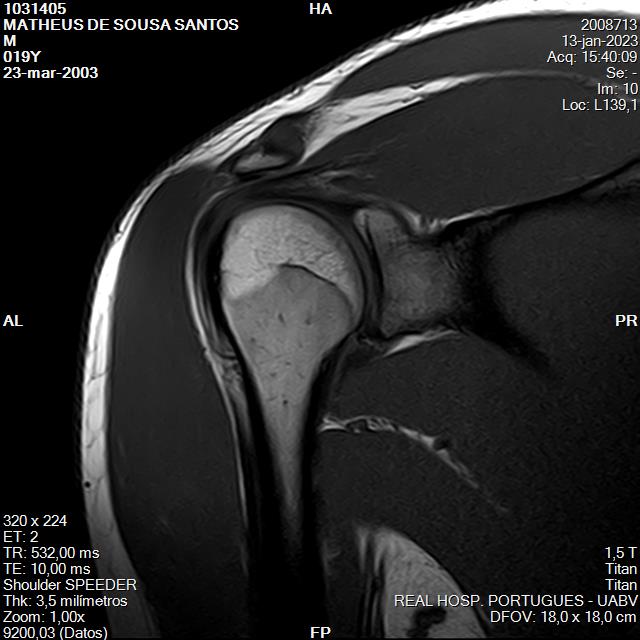 1031405
MATHEUS DE SOUSA SANTOS
M
019Y
23-mar-2003
HA
2008713
13-jan-2023
Acq: 15:40:09
Se: -
Im: 10
Loc: L139,1
AL
PR
320 x 224
ET: 2
TR: 532,00 ms
TE: 10,00 ms
Shoulder SPEEDER
Thk: 3,5 milímetros
Zoom: 1,00x
9200,03 (Datos)
FP
1,5 T
Titan
Titan
REAL HOSP. PORTUGUES - UABV
DFOV: 18,0 x 18,0 cm